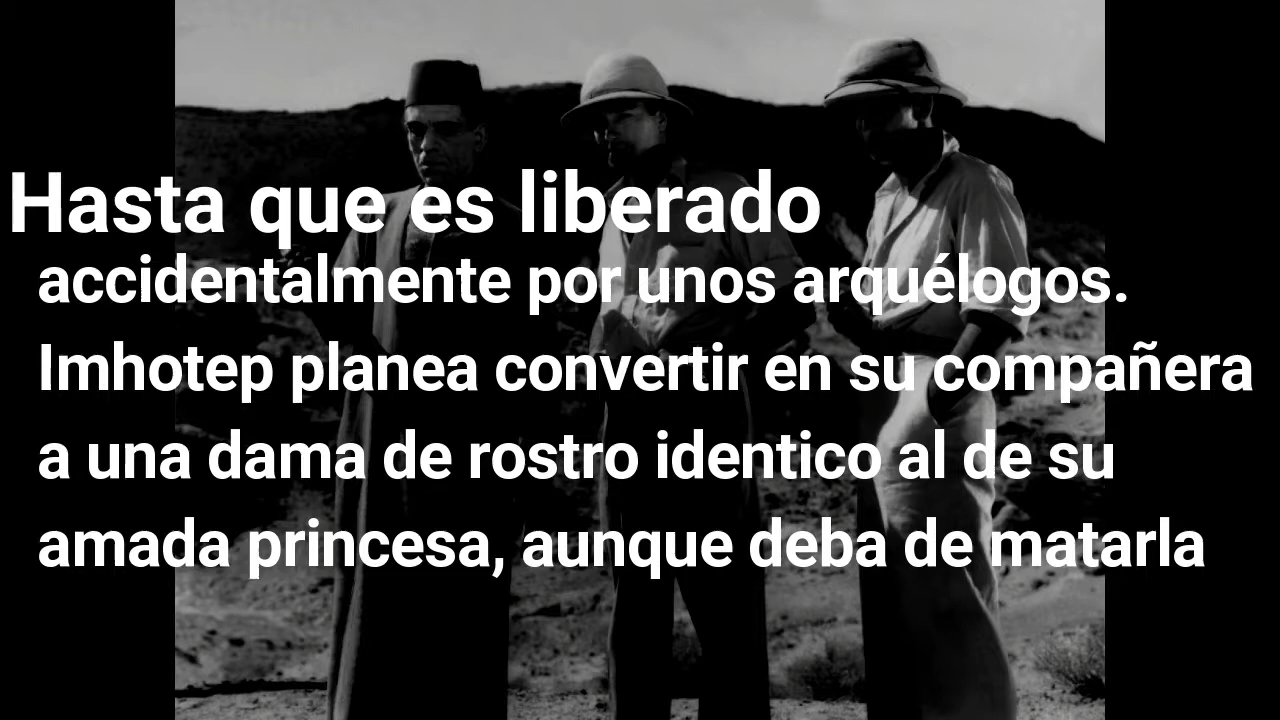 Hasta que es liberado
accidentalmente por unos arquélogos.
Imhotep planea convertir en su compañera
a una dama de rostro identico al de su
amada princesa, aunque deba de matarla